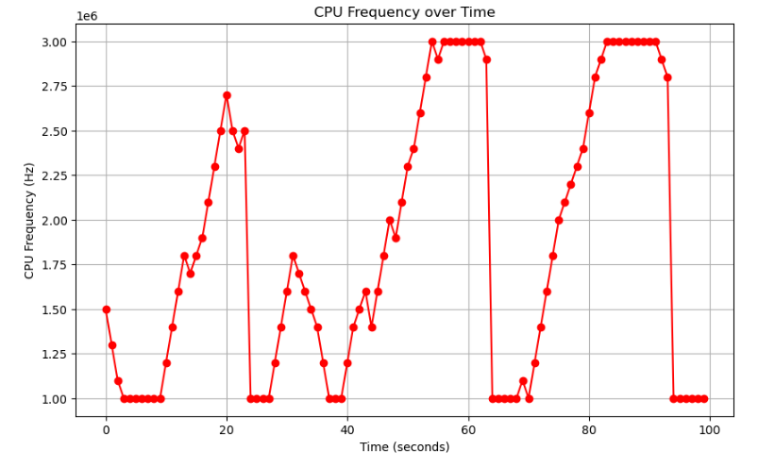 CPU Frequency over Time
1e6
3.00
2.75
2.50
2.25
2.00
1.75
1.50
1.25
1.00
CPU Frequency (Hz)
0 20 40 60 80 100
Time (seconds)